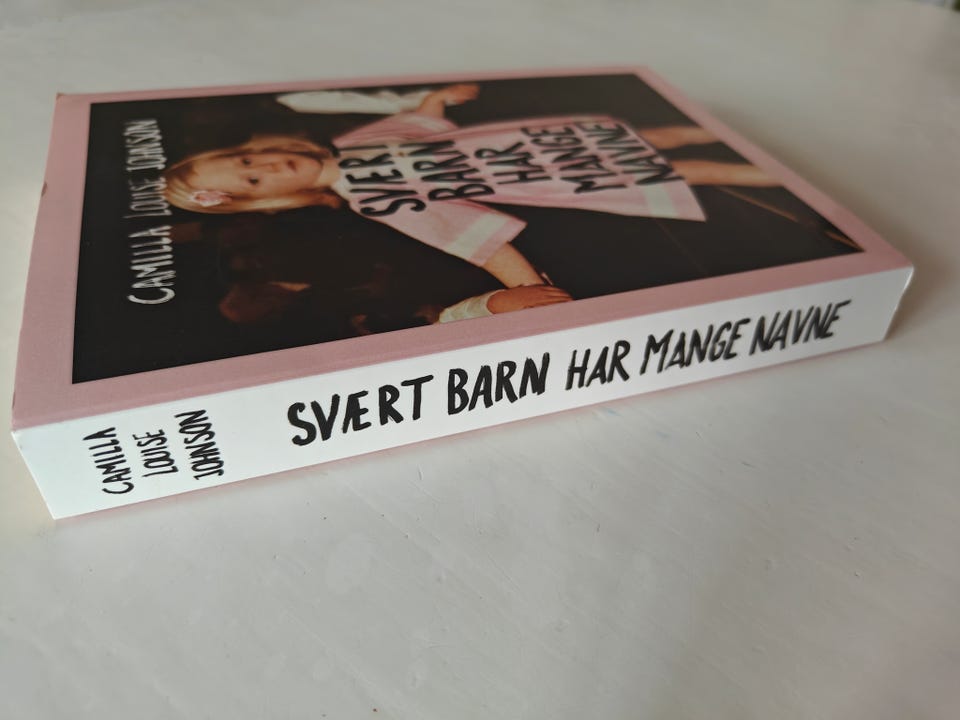 CAMILLA LOUISE JOHNSON
SVÆRT
BARN
HAR
MANGE
NAVNE
CAMILLA
LOUISE
JOHNSON
SVÆRT BARN HAR MANGE NAVNE